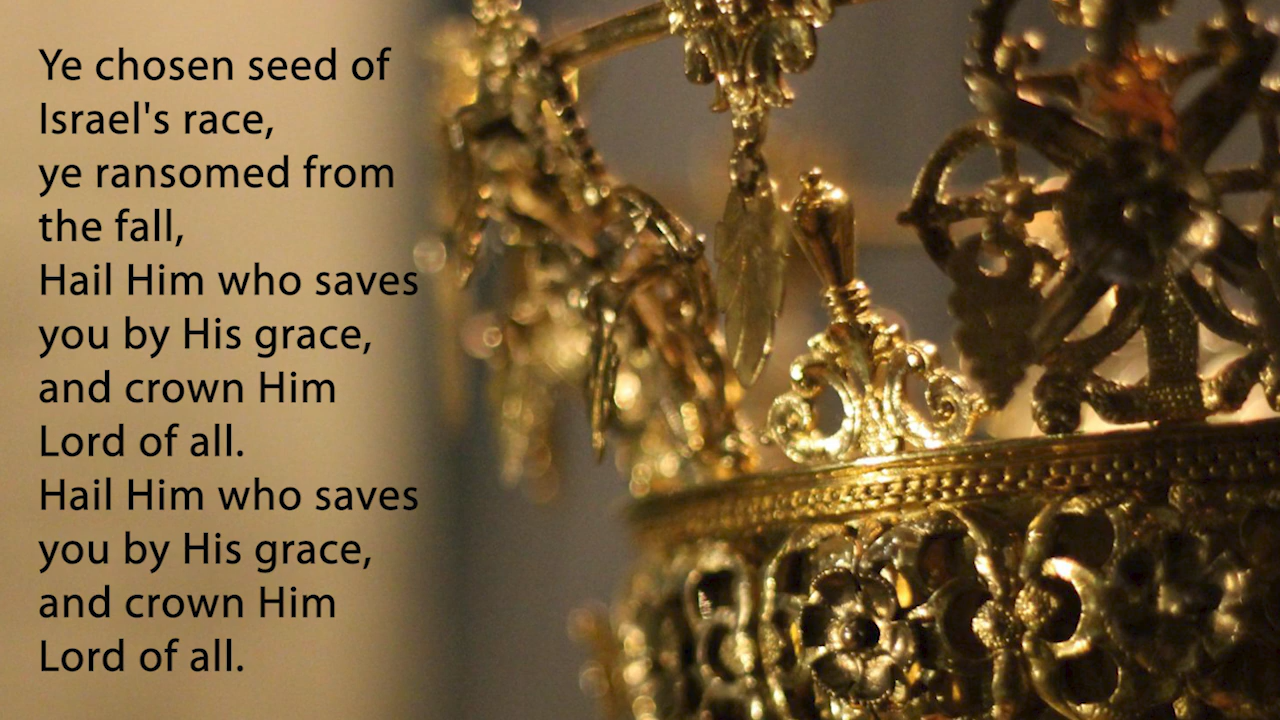 Ye chosen seed of
Israel's race,
ye ransomed from
the fall,
Hail Him who saves
you by His grace,
and crown Him
Lord of all.
Hail Him who saves
you by His grace,
and crown Him
Lord of all.